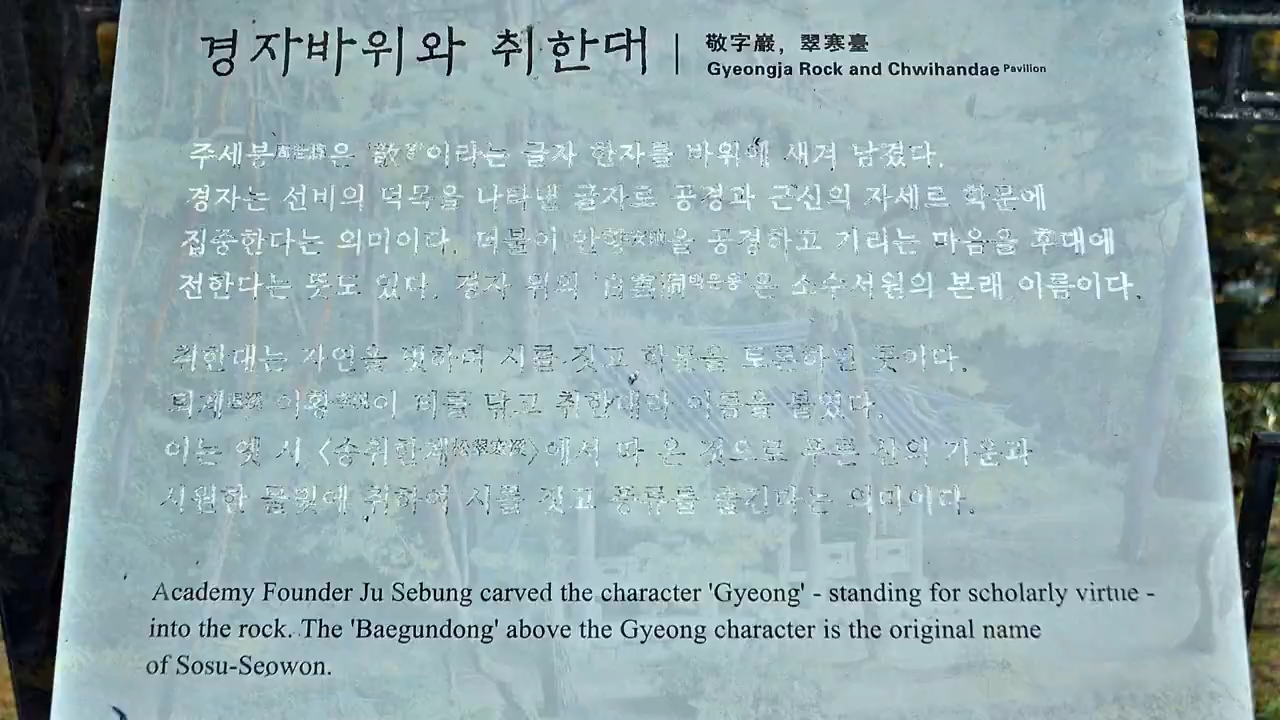 경자바위와 취한대
敬字巖, 翠寒臺
Gyeongja Rock and Chwihandae Pavilion
주세붕은 '敬'이라는 글자 한자를 바위에 새겨 남겼다.
경자는 선비의 덕목을 나타낸 글자로 공경과 근신의 자세로 학문에
집중한다는 의미이다. 더불어 안향을 공경하고 기리는 마음을 후대에
전한다는 뜻도 있다. 경자 위의 '白雲洞백운동'은 소수서원의 본래 이름이다.
취한대는 자연을 벗하며 시를 짓고 학문을 토론하던 곳이다.
퇴계 이황이 터를 닦고 취한대라 이름을 붙였다.
이는 옛 시 〈송취한계松翠寒溪〉에서 따 온 것으로 푸른 산의 기운과
시원한 물빛에 취하여 시를 짓고 풍류를 즐긴다는 의미이다.
Academy Founder Ju Sebung carved the character 'Gyeong' - standing for scholarly virtue -
into the rock. The 'Baegundong' above the Gyeong character is the original name
of Sosu-Seowon.